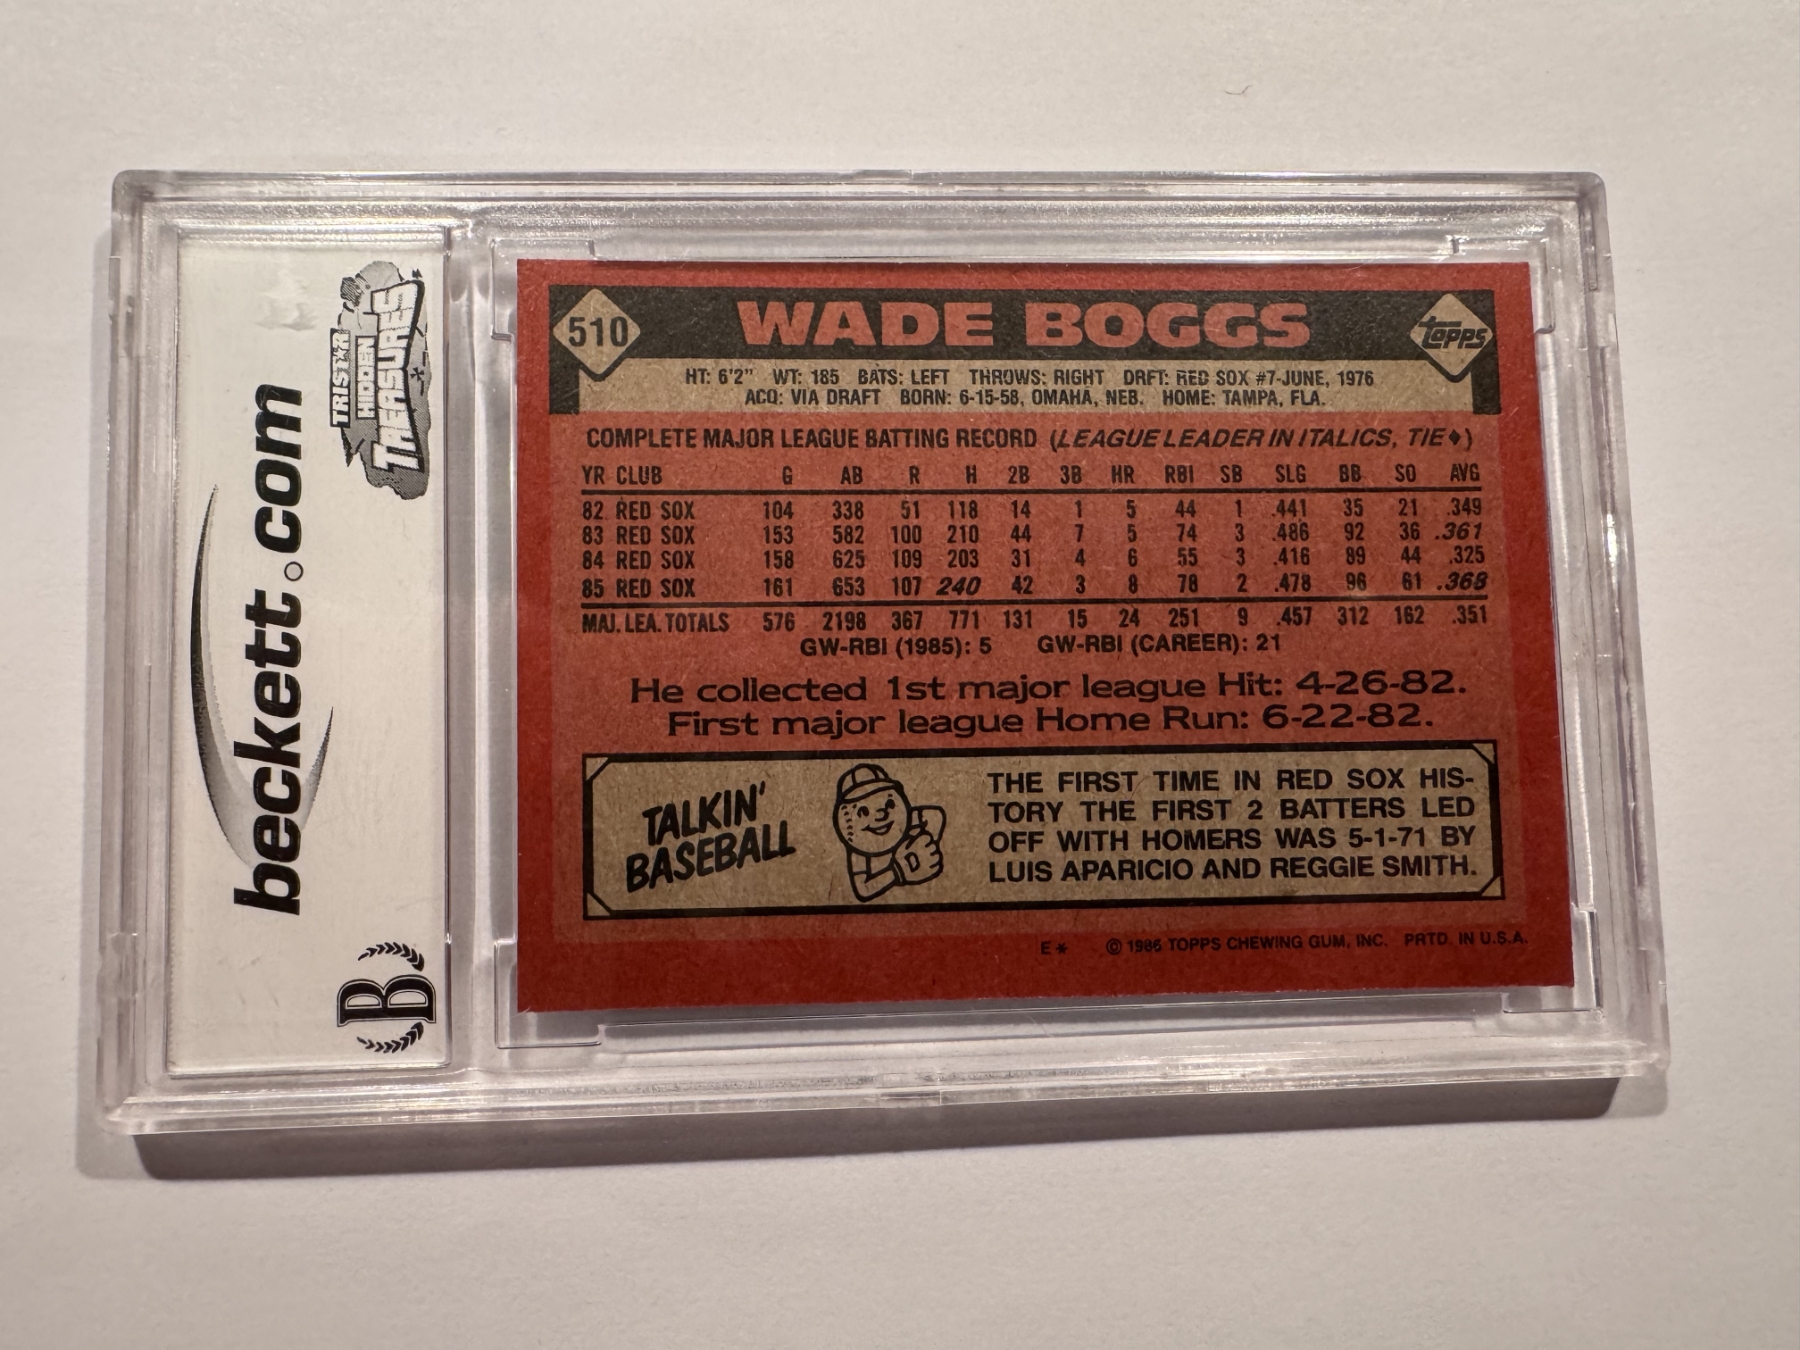 beckett.com
TRISTAR
HIDDEN
TREASURES
B
510 WADE BOGGS topps
HT: 6'2" WT: 185 BATS: LEFT THROWS: RIGHT DRFT: RED SOX #7-JUNE, 1976
ACQ: VIA DRAFT BORN: 6-15-58, OMAHA, NEB. HOME: TAMPA, FLA.
COMPLETE MAJOR LEAGUE BATTING RECORD (LEAGUE LEADER IN ITALICS, TIE♦)
YR CLUB G AB R H 2B 3B HR RBI SB SLG BB SO AVG
82 RED SOX 104 338 51 118 14 1 5 44 1 .441 35 21 .349
83 RED SOX 153 582 100 210 44 7 5 74 3 .486 92 36 .361
84 RED SOX 158 625 109 203 31 4 6 55 3 .416 89 44 .325
85 RED SOX 161 653 107 240 42 3 8 78 2 .478 96 61 .368
MAJ. LEA. TOTALS 576 2198 367 771 131 15 24 251 9 .457 312 162 .351
GW-RBI (1985): 5 GW-RBI (CAREER): 21
He collected 1st major league Hit: 4-26-82.
First major league Home Run: 6-22-82.
TALKIN'
BASEBALL
THE FIRST TIME IN RED SOX HIS-
TORY THE FIRST 2 BATTERS LED
OFF WITH HOMERS WAS 5-1-71 BY
LUIS APARICIO AND REGGIE SMITH.
E* © 1986 TOPPS CHEWING GUM, INC. PRTD. IN U.S.A.